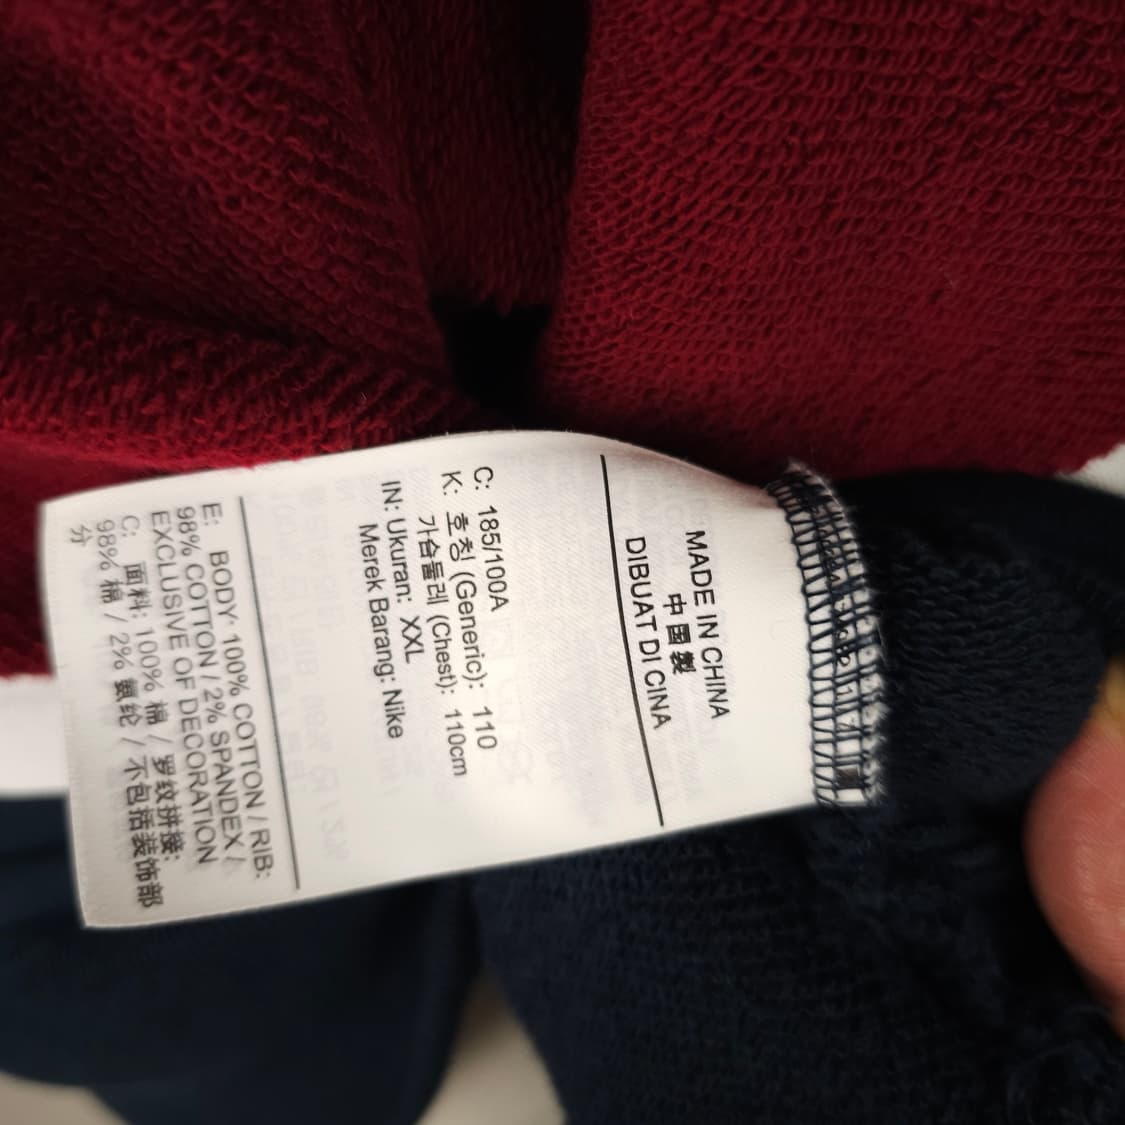 MADE IN CHINA
中国製
DIBUAT DI CINA
C: 185/100A
K: 호칭 (Generic): 110
가슴둘레 (Chest): 110cm
IN: Ukuran: XXL
Merek Barang: Nike
E: BODY: 100% COTTON / RIB:
98% COTTON / 2% SPANDEX /
EXCLUSIVE OF DECORATION
C: 面料: 100% 棉 / 罗纹拼接:
98% 棉 / 2% 氨纶 / 不包括装饰部
分